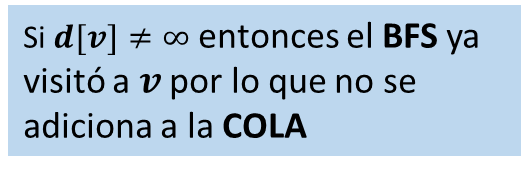 Si d[v] ≠ ∞ entonces el BFS ya
visitó a v por lo que no se
adiciona a la COLA